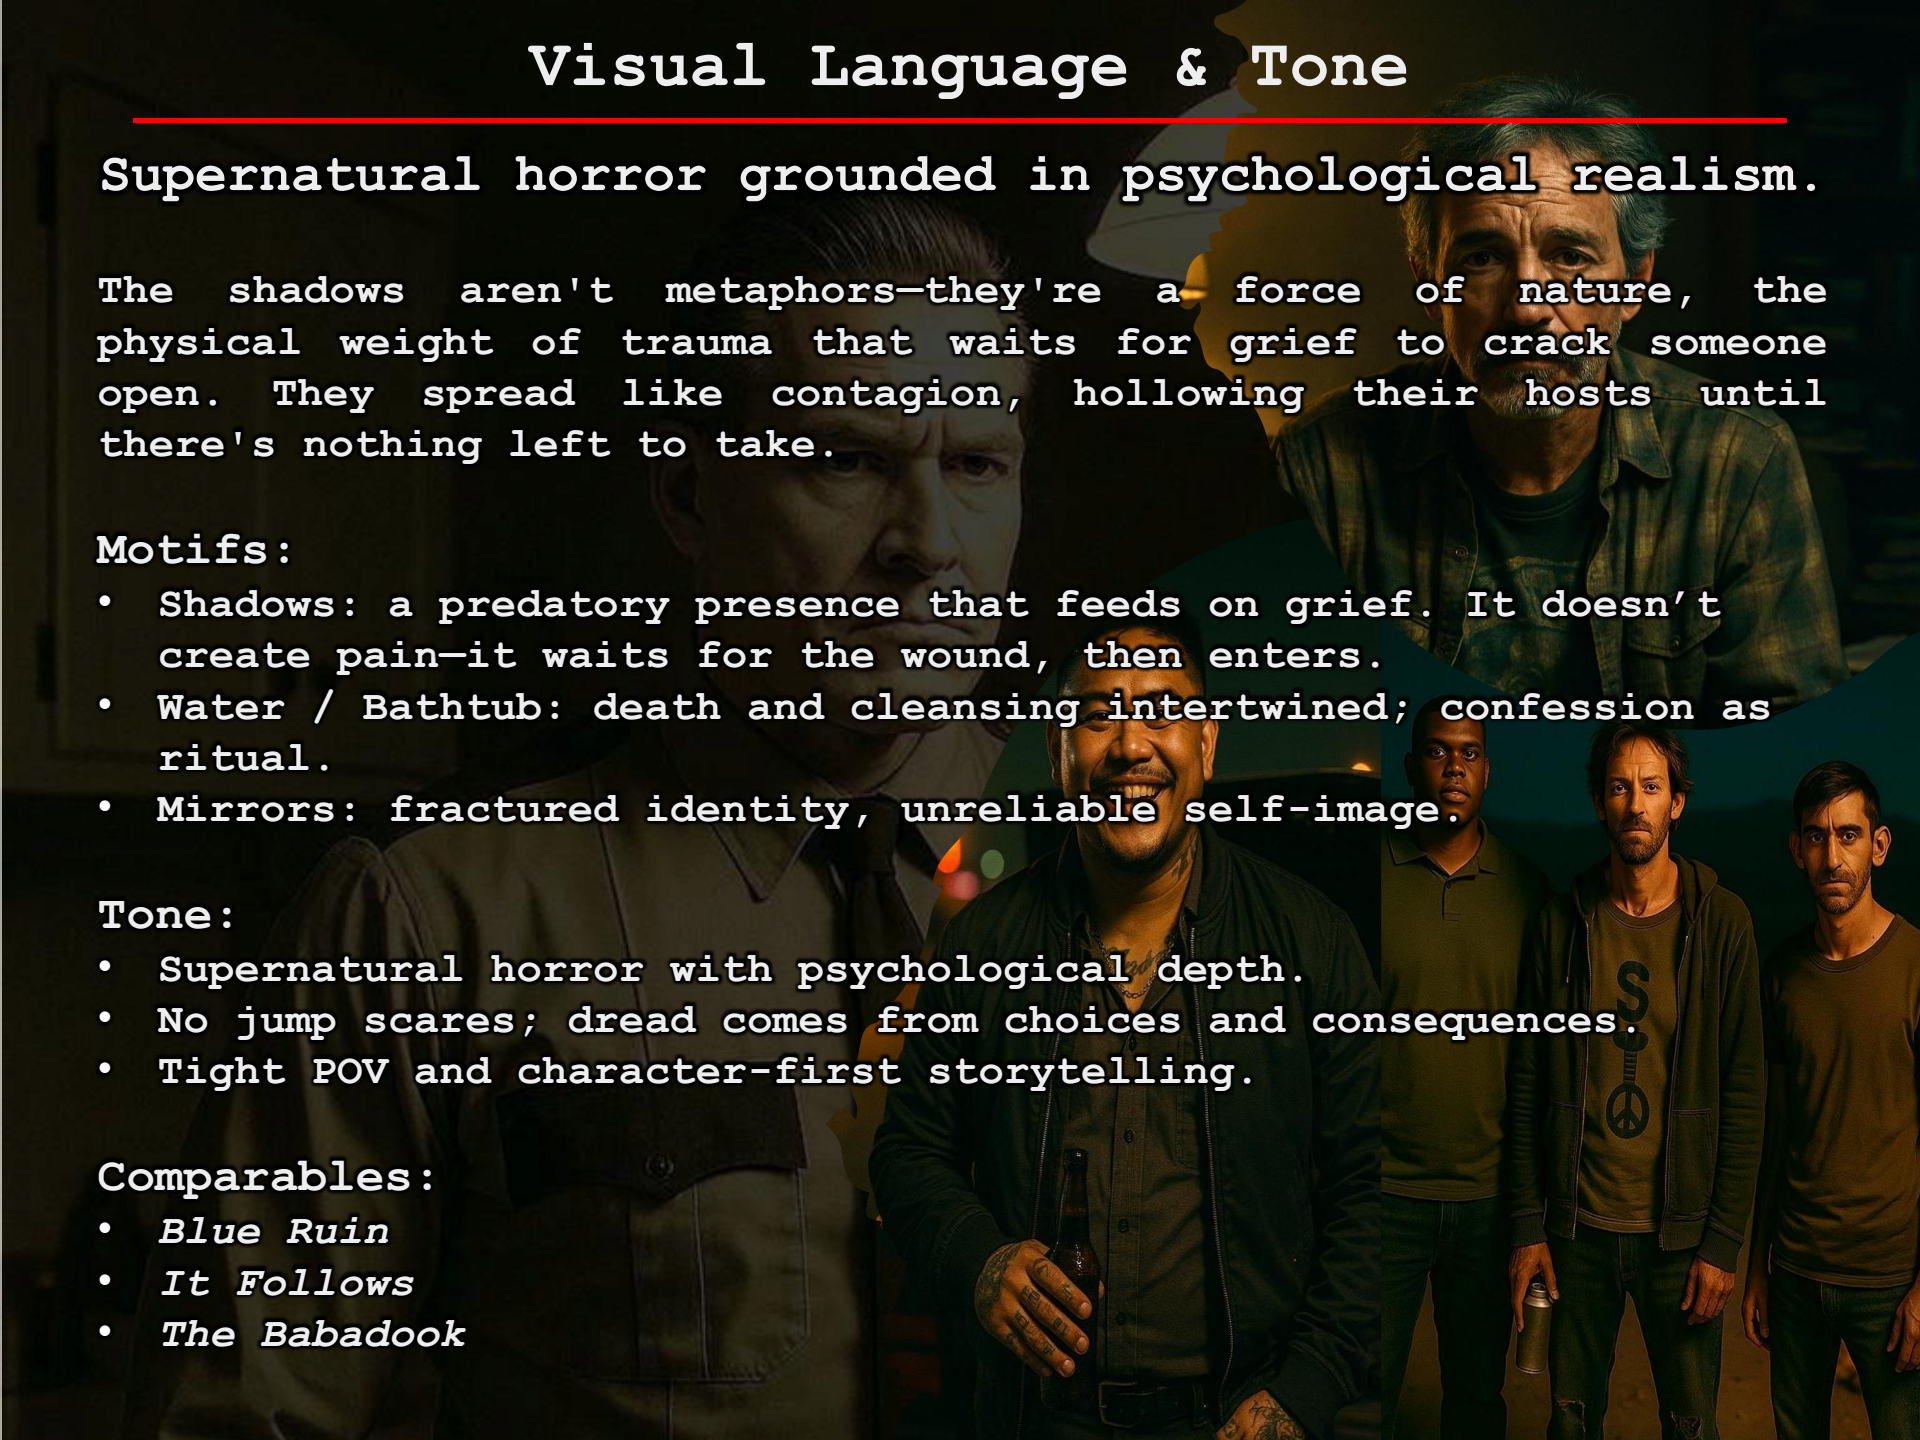 Visual Language & Tone
Supernatural horror grounded in psychological realism.
The shadows aren't metaphors—they're a force of nature, the
physical weight of trauma that waits for grief to crack someone
open. They spread like contagion, hollowing their hosts until
there's nothing left to take.
Motifs:
• Shadows: a predatory presence that feeds on grief. It doesn’t
create pain—it waits for the wound, then enters.
• Water / Bathtub: death and cleansing intertwined; confession as
ritual.
• Mirrors: fractured identity, unreliable self-image.
Tone:
• Supernatural horror with psychological depth.
• No jump scares; dread comes from choices and consequences.
• Tight POV and character-first storytelling.
Comparables:
• Blue Ruin
• It Follows
• The Babadook